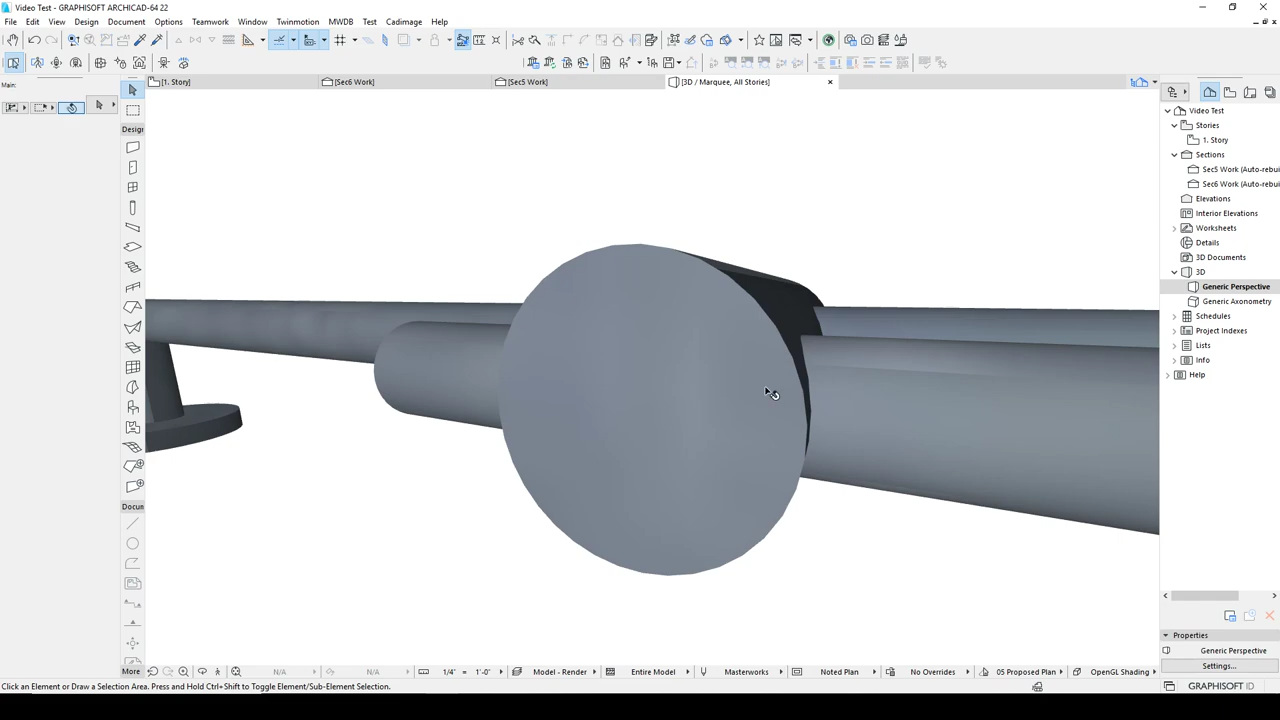 Video Test - GRAPHISOFT ARCHICAD-64 22
File Edit View Design Document Options Teamwork Window Twinmotion MWDB Test Cadimage Help
[1. Story] [Sec6 Work] [Sec5 Work] [3D / Marquee, All Stories]
Main:
Design
Docum
More
Video Test
Stories
1. Story
Sections
Sec5 Work (Auto-rebui
Sec6 Work (Auto-rebui
Elevations
Interior Elevations
Worksheets
Details
3D Documents
3D
Generic Perspective
Generic Axonometry
Schedules
Project Indexes
Lists
Info
Help
Properties
Generic Perspective
Settings...
N/A N/A 1/4" = 1'-0" Model - Render Entire Model Masterworks Noted Plan No Overrides 05 Proposed Plan OpenGL Shading
Click an Element or Draw a Selection Area. Press and Hold Ctrl+Shift to Toggle Element/Sub-Element Selection.
GRAPHISOFT ID